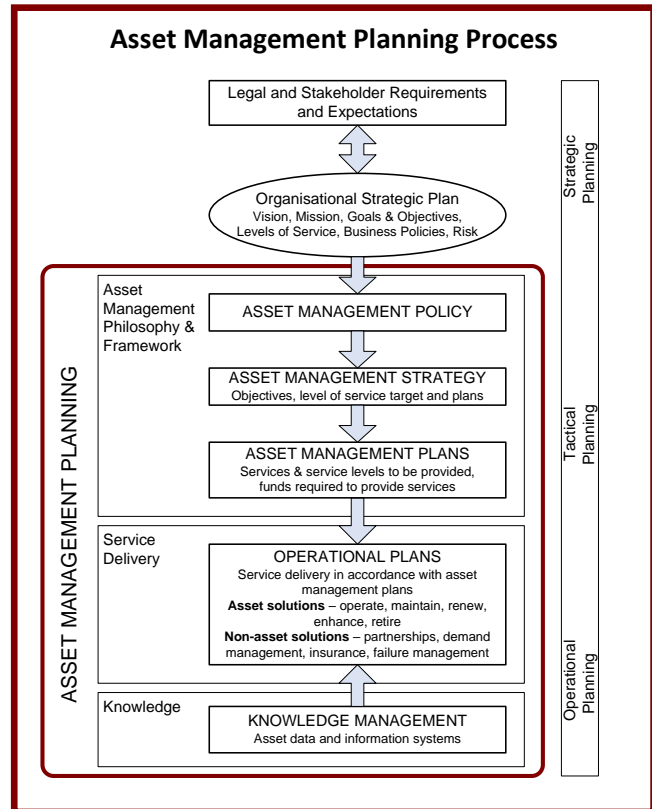 Asset Management Planning Process
Legal and Stakeholder Requirements
and Expectations
Organisational Strategic Plan
Vision, Mission, Goals & Objectives,
Levels of Service, Business Policies, Risk
Strategic
Planning
ASSET MANAGEMENT PLANNING
Asset
Management
Philosophy &
Framework
ASSET MANAGEMENT POLICY
ASSET MANAGEMENT STRATEGY
Objectives, level of service target and plans
ASSET MANAGEMENT PLANS
Services & service levels to be provided,
funds required to provide services
Tactical
Planning
Service
Delivery
OPERATIONAL PLANS
Service delivery in accordance with asset
management plans
Asset solutions – operate, maintain, renew,
enhance, retire
Non-asset solutions – partnerships, demand
management, insurance, failure management
Operational
Planning
Knowledge
KNOWLEDGE MANAGEMENT
Asset data and information systems